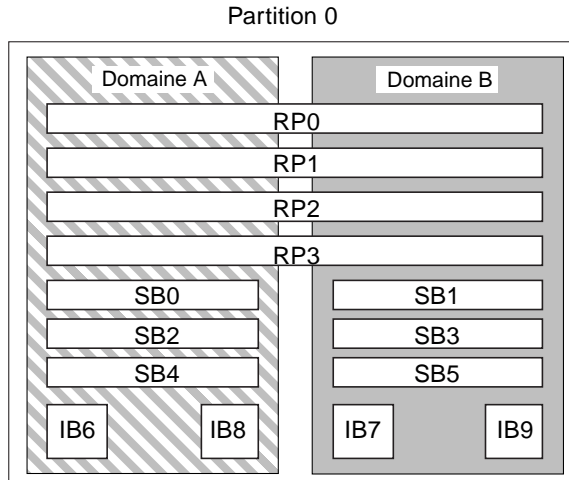 Partition 0
Domaine A Domaine B
RP0
RP1
RP2
RP3
SB0 SB1
SB2 SB3
SB4 SB5
IB6 IB8 IB7 IB9